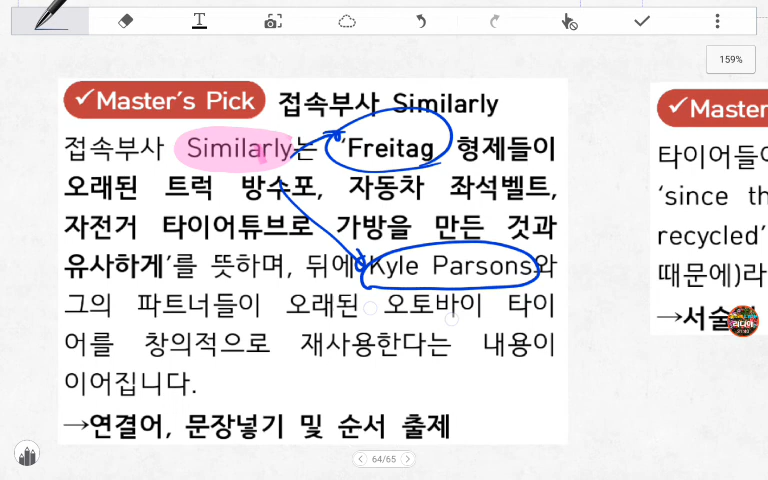 T
159%
✓Master's Pick 접속부사 Similarly
접속부사 Similarly는 'Freitag 형제들이
오래된 트럭 방수포, 자동차 좌석벨트,
자전거 타이어튜브로 가방을 만든 것과
유사하게'를 뜻하며, 뒤에 Kyle Parsons와
그의 파트너들이 오래된 오토바이 타이
어를 창의적으로 재사용한다는 내용이
이어집니다.
→연결어, 문장넣기 및 순서 출제
✓Master
타이어들이
'since th
recycled'
때문에)라
→서술
64/65